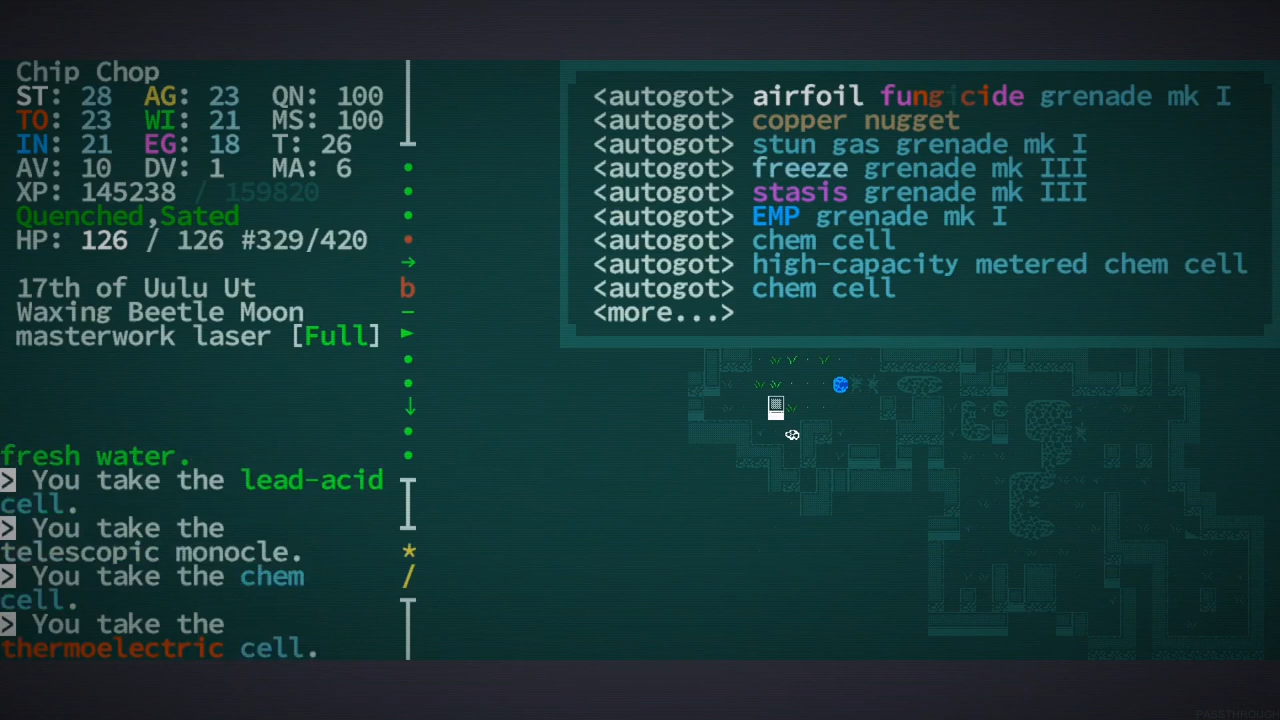 Chip Chop
ST: 28 AG: 23 QN: 100
TO: 23 WI: 21 MS: 100
IN: 21 EG: 18 T: 26
AV: 10 DV: 1 MA: 6
XP: 145238 / 159820
Quenched,Sated
HP: 126 / 126 #329/420
17th of Uulu Ut
Waxing Beetle Moon
masterwork laser [Full]
fresh water.
> You take the lead-acid
cell.
> You take the
telescopic monocle.
> You take the chem
cell.
> You take the
thermoelectric cell.
b
*
/
<autogot> airfoil fungicide grenade mk I
<autogot> copper nugget
<autogot> stun gas grenade mk I
<autogot> freeze grenade mk III
<autogot> stasis grenade mk III
<autogot> EMP grenade mk I
<autogot> chem cell
<autogot> high-capacity metered chem cell
<autogot> chem cell
<more...>